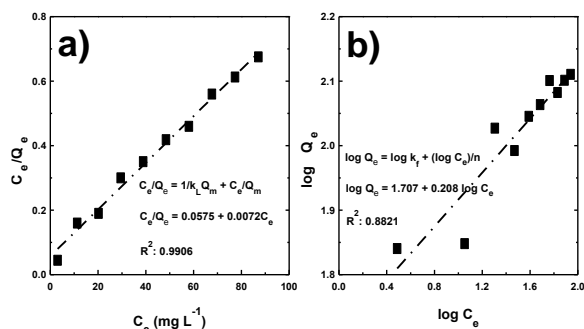 a)
C_e/Q_e
0.8
0.6
0.4
0.2
0.0
C_e/Q_e = 1/k_L Q_m + C_e/Q_m
C_e/Q_e = 0.0575 + 0.0072C_e
R²: 0.9906
0 20 40 60 80 100
C_e (mg L⁻¹)
b)
log Q_e
2.2
2.1
2.0
1.9
1.8
log Q_e = log k_f + (log C_e)/n
log Q_e = 1.707 + 0.208 log C_e
R²: 0.8821
0.0 0.4 0.8 1.2 1.6 2.0
log C_e